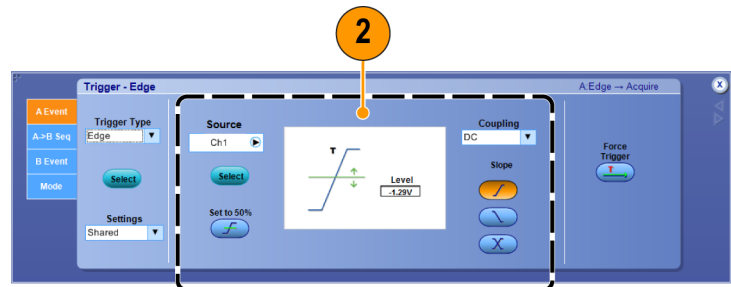 2
Trigger - Edge
A:Edge → Acquire
X
A Event
A->B Seq
B Event
Mode
Trigger Type
Edge
Select
Settings
Shared
Source
Ch1
Select
Set to 50%
T
Level
-1.29V
Coupling
DC
Slope
Force
Trigger
T